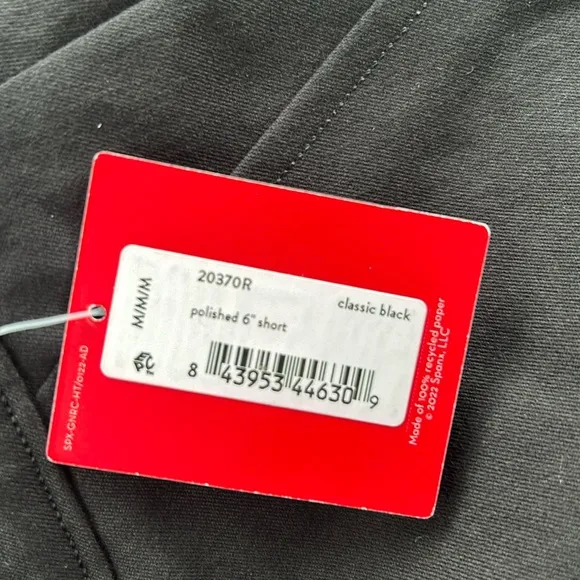 20370R
classic black
polished 6" short
M/M/M
8 43953 44630 9
SPX-GNRC-HT/0122-AD
Made of 100% recycled paper
© 2022 Spanx, LLC